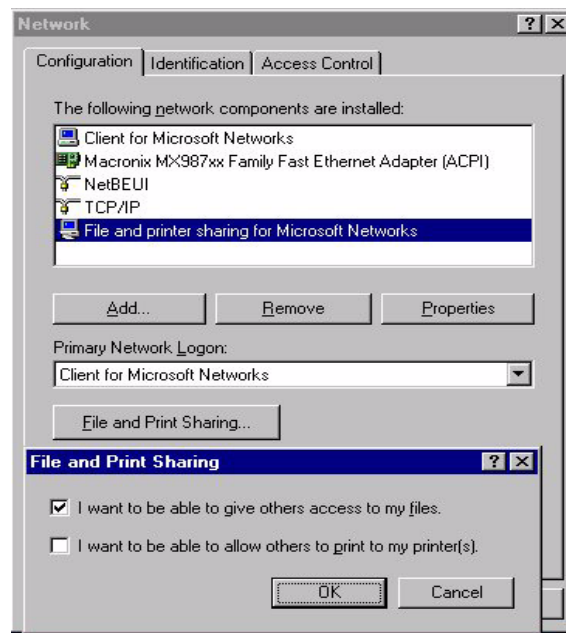 Network
Configuration Identification Access Control
The following network components are installed:
Client for Microsoft Networks
Macronix MX987xx Family Fast Ethernet Adapter (ACPI)
NetBEUI
TCP/IP
File and printer sharing for Microsoft Networks
Add... Remove Properties
Primary Network Logon:
Client for Microsoft Networks
File and Print Sharing...
File and Print Sharing
I want to be able to give others access to my files.
I want to be able to allow others to print to my printer(s).
OK Cancel